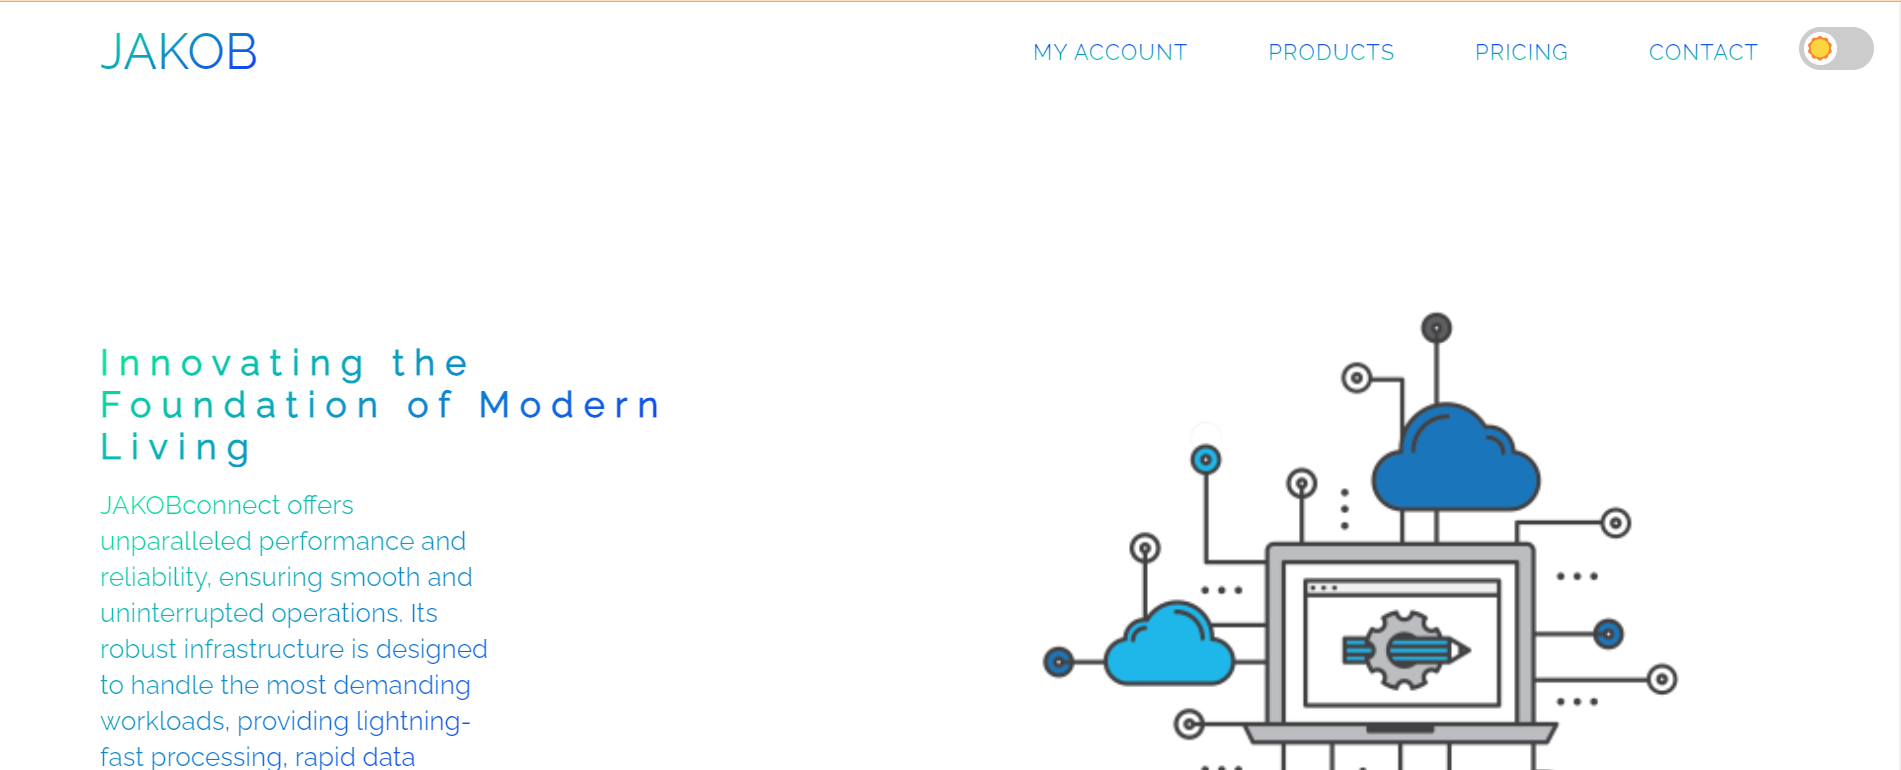 JAKOB
MY ACCOUNT
PRODUCTS
PRICING
CONTACT
Innovating the
Foundation of Modern
Living
JAKOBconnect offers
unparalleled performance and
reliability, ensuring smooth and
uninterrupted operations. Its
robust infrastructure is designed
to handle the most demanding
workloads, providing lightning-
fast processing, rapid data